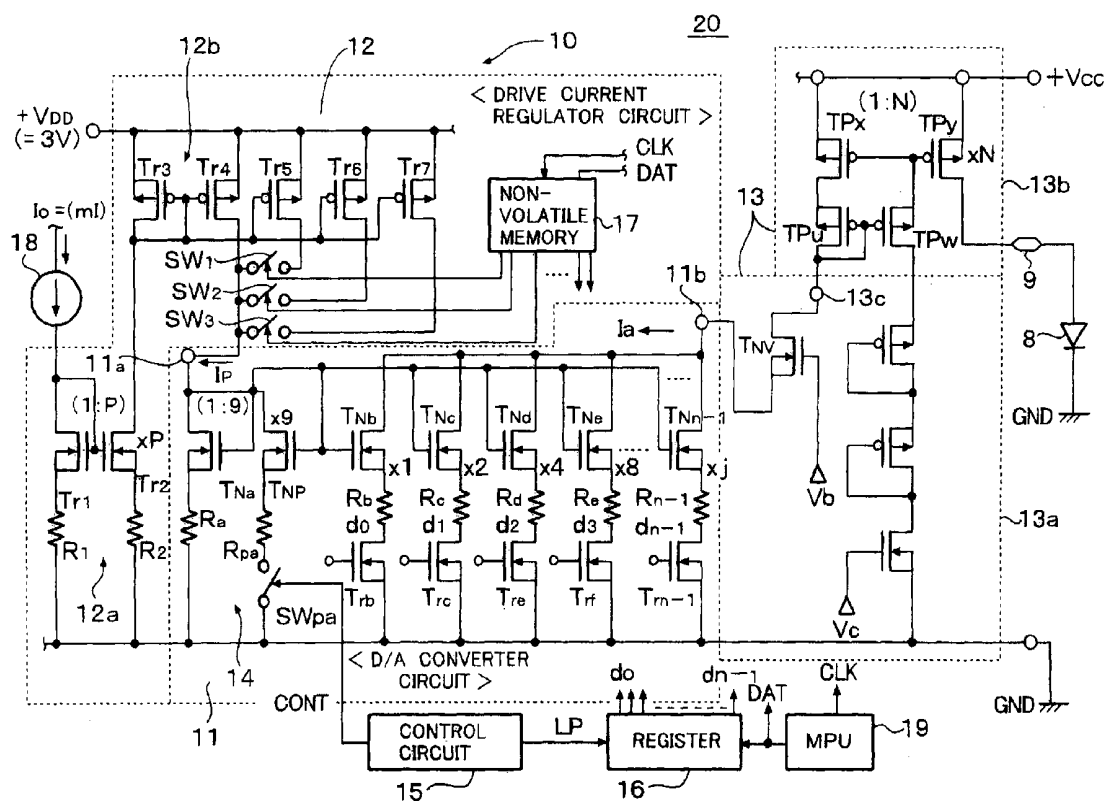 20
10
12
12b
< DRIVE CURRENT REGULATOR CIRCUIT >
+VDD (=3V)
+VCC
(1:N)
TPx
TPy
xN
13b
CLK
DAT
Tr3
Tr4
Tr5
Tr6
Tr7
NON-VOLATILE MEMORY
17
13
TPu
TPw
Io=(mI)
18
SW1
SW2
SW3
11b
13c
9
11a
IP
Ia
TNV
8
GND
(1:P)
(1:9)
x9
xP
TNb
TNc
TNd
TNe
TNn-1
x1
x2
x4
x8
xj
Tr1
Tr2
TNa
TNP
Vb
R1
R2
Ra
Rpa
Rb
Rc
Rd
Re
Rn-1
do
d1
d2
d3
dn-1
13a
12a
SWpa
Trb
Trc
Tre
Trf
Trn-1
Vc
14
< D/A CONVERTER CIRCUIT >
do
dn-1
DAT
CLK
GND
11
CONT
CONTROL CIRCUIT
LP
REGISTER
MPU
19
15
16